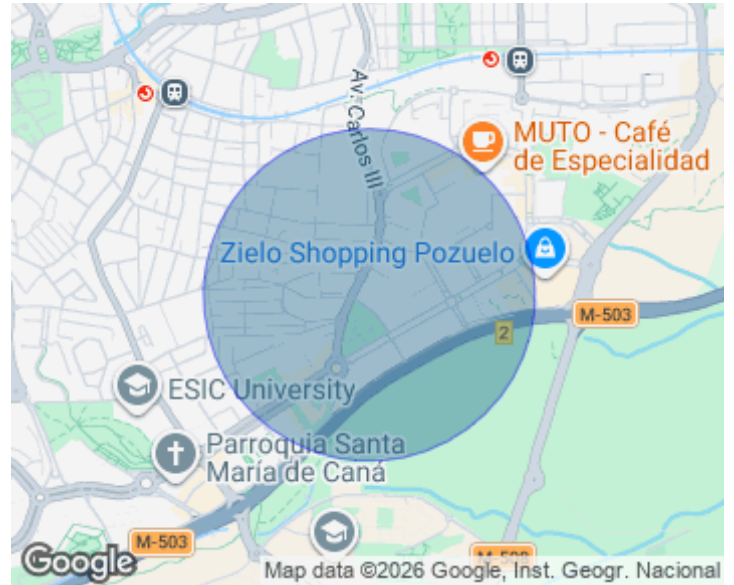 Av. Carlos III
MUTO - Café
de Especialidad
Zielo Shopping Pozuelo
M-503
2
ESIC University
Parroquia Santa
María de Caná
M-503
Google
Map data ©2026 Google, Inst. Geogr. Nacional